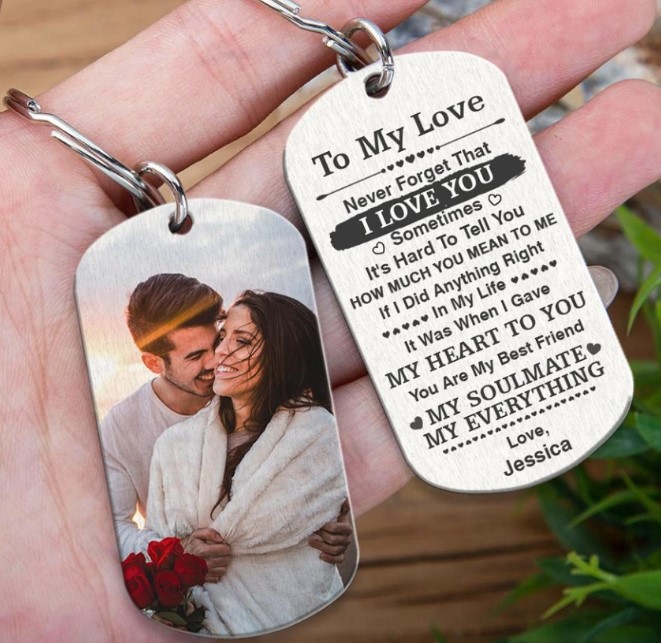 To My Love
Never Forget That
I LOVE YOU
Sometimes
It's Hard To Tell You
HOW MUCH YOU MEAN TO ME
If I Did Anything Right
In My Life
It Was When I Gave
MY HEART TO YOU
You Are My Best Friend
MY SOULMATE
MY EVERYTHING
Love,
Jessica